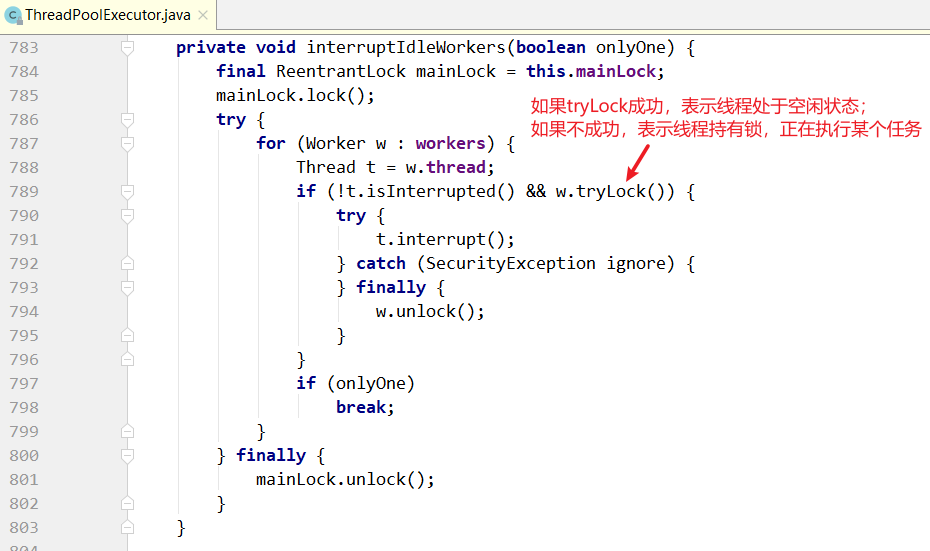 ThreadPoolExecutor.java
783 private void interruptIdleWorkers(boolean onlyOne) {
784 final ReentrantLock mainLock = this.mainLock;
785 mainLock.lock();
如果tryLock成功，表示线程处于空闲状态；
786 try {
如果不成功，表示线程持有锁，正在执行某个任务
787 for (Worker w : workers) {
788 Thread t = w.thread;
789 if (!t.isInterrupted() && w.tryLock()) {
790 try {
791 t.interrupt();
792 } catch (SecurityException ignore) {
793 } finally {
794 w.unlock();
795 }
796 }
797 if (onlyOne)
798 break;
799 }
800 } finally {
801 mainLock.unlock();
802 }
803 }